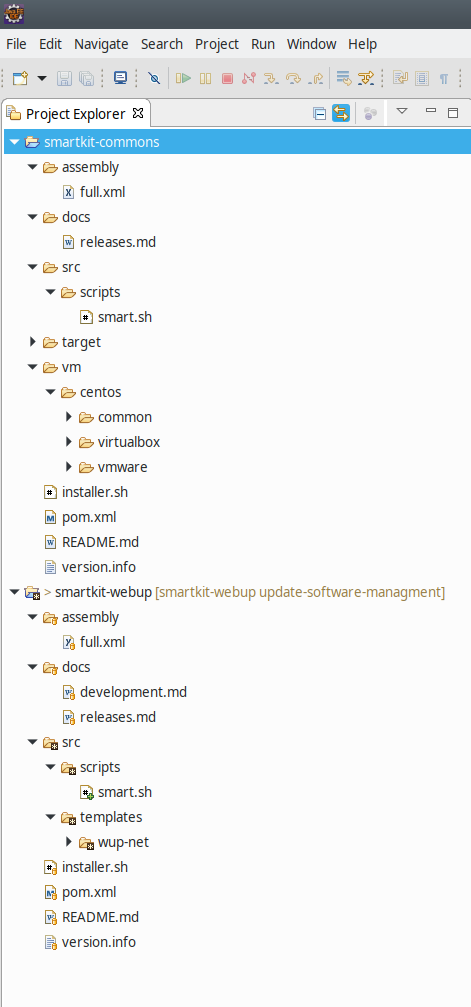 File Edit Navigate Search Project Run Window Help
Project Explorer
smartkit-commons
assembly
full.xml
docs
releases.md
src
scripts
smart.sh
target
vm
centos
common
virtualbox
vmware
installer.sh
pom.xml
README.md
version.info
> smartkit-webup [smartkit-webup update-software-managment]
assembly
full.xml
docs
development.md
releases.md
src
scripts
smart.sh
templates
wup-net
installer.sh
pom.xml
README.md
version.info